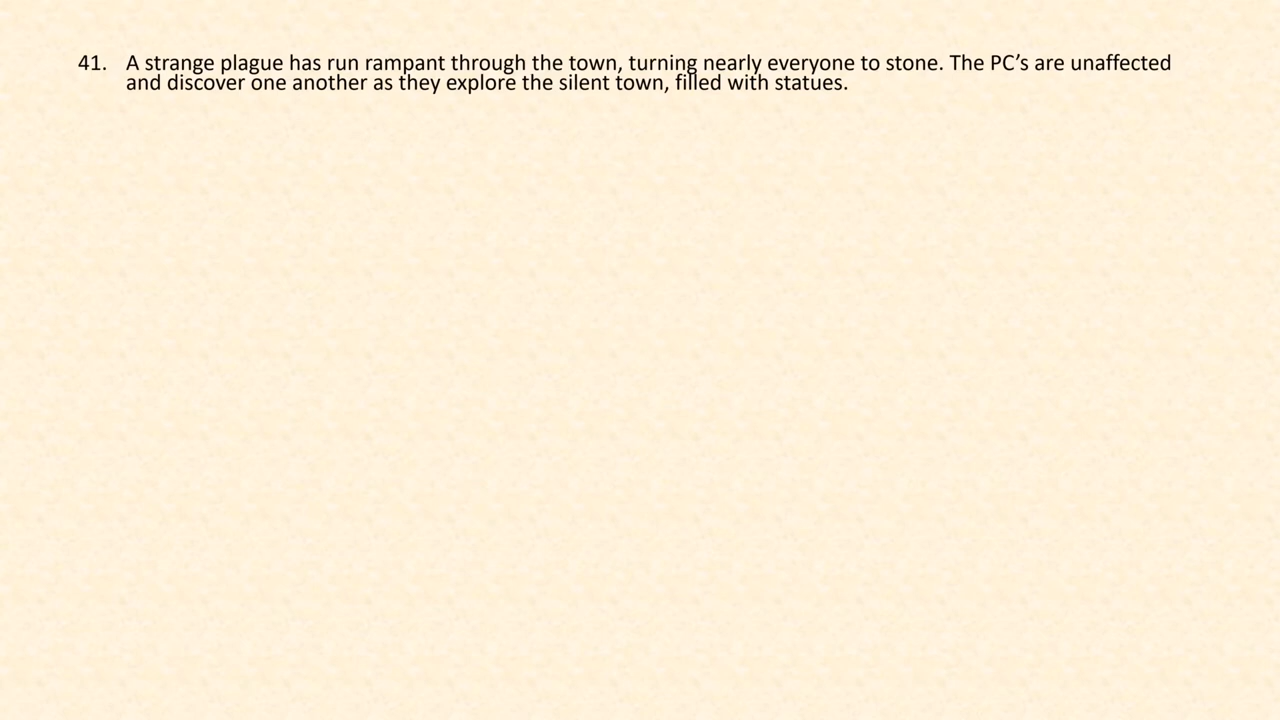 41. A strange plague has run rampant through the town, turning nearly everyone to stone. The PC’s are unaffected
and discover one another as they explore the silent town, filled with statues.